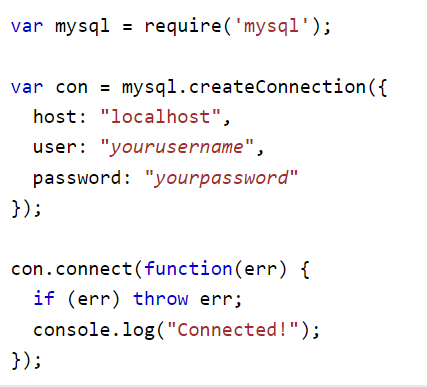 var mysql = require('mysql');
var con = mysql.createConnection({
  host: "localhost",
  user: "yourusername",
  password: "yourpassword"
});
con.connect(function(err) {
  if (err) throw err;
  console.log("Connected!");
});